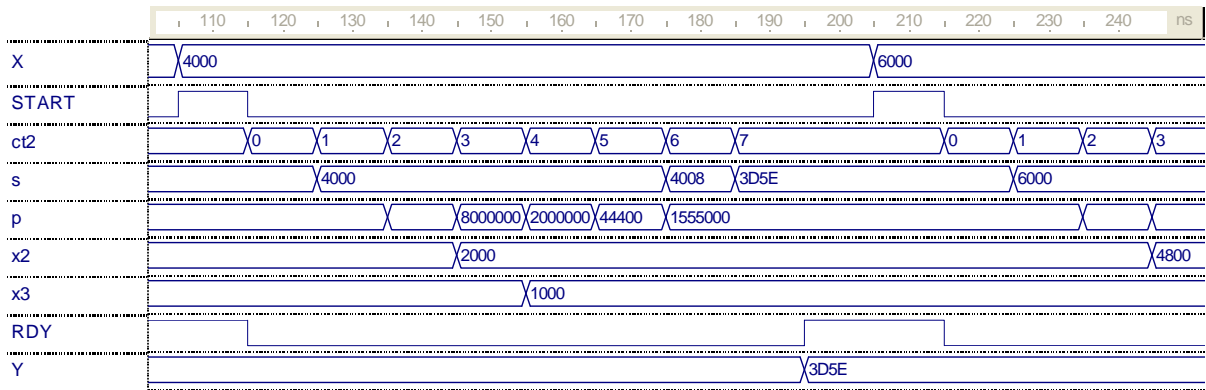 110 120 130 140 150 160 170 180 190 200 210 220 230 240 ns
X 4000 6000
START
ct2 0 1 2 3 4 5 6 7 0 1 2 3
s 4000 4008 3D5E 6000
p 8000000 2000000 44400 1555000
x2 2000 4800
x3 1000
RDY
Y 3D5E